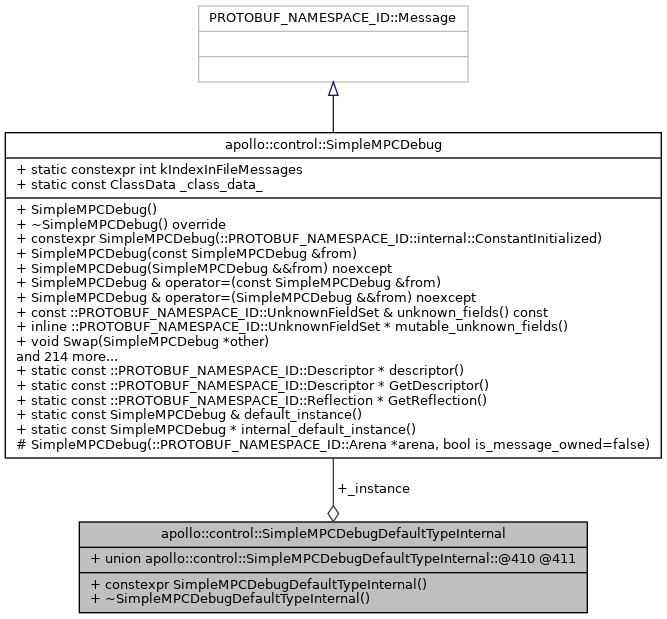 PROTOBUF_NAMESPACE_ID::Message
apollo::control::SimpleMPCDebug
+ static constexpr int kIndexInFileMessages
+ static const ClassData _class_data_
+ SimpleMPCDebug()
+ ~SimpleMPCDebug() override
+ constexpr SimpleMPCDebug(::PROTOBUF_NAMESPACE_ID::internal::ConstantInitialized)
+ SimpleMPCDebug(const SimpleMPCDebug &from)
+ SimpleMPCDebug(SimpleMPCDebug &&from) noexcept
+ SimpleMPCDebug & operator=(const SimpleMPCDebug &from)
+ SimpleMPCDebug & operator=(SimpleMPCDebug &&from) noexcept
+ const ::PROTOBUF_NAMESPACE_ID::UnknownFieldSet & unknown_fields() const
+ inline ::PROTOBUF_NAMESPACE_ID::UnknownFieldSet * mutable_unknown_fields()
+ void Swap(SimpleMPCDebug *other)
and 214 more...
+ static const ::PROTOBUF_NAMESPACE_ID::Descriptor * descriptor()
+ static const ::PROTOBUF_NAMESPACE_ID::Descriptor * GetDescriptor()
+ static const ::PROTOBUF_NAMESPACE_ID::Reflection * GetReflection()
+ static const SimpleMPCDebug & default_instance()
+ static const SimpleMPCDebug * internal_default_instance()
# SimpleMPCDebug(::PROTOBUF_NAMESPACE_ID::Arena *arena, bool is_message_owned=false)
+_instance
apollo::control::SimpleMPCDebugDefaultTypeInternal
+ union apollo::control::SimpleMPCDebugDefaultTypeInternal::@410 @411
+ constexpr SimpleMPCDebugDefaultTypeInternal()
+ ~SimpleMPCDebugDefaultTypeInternal()